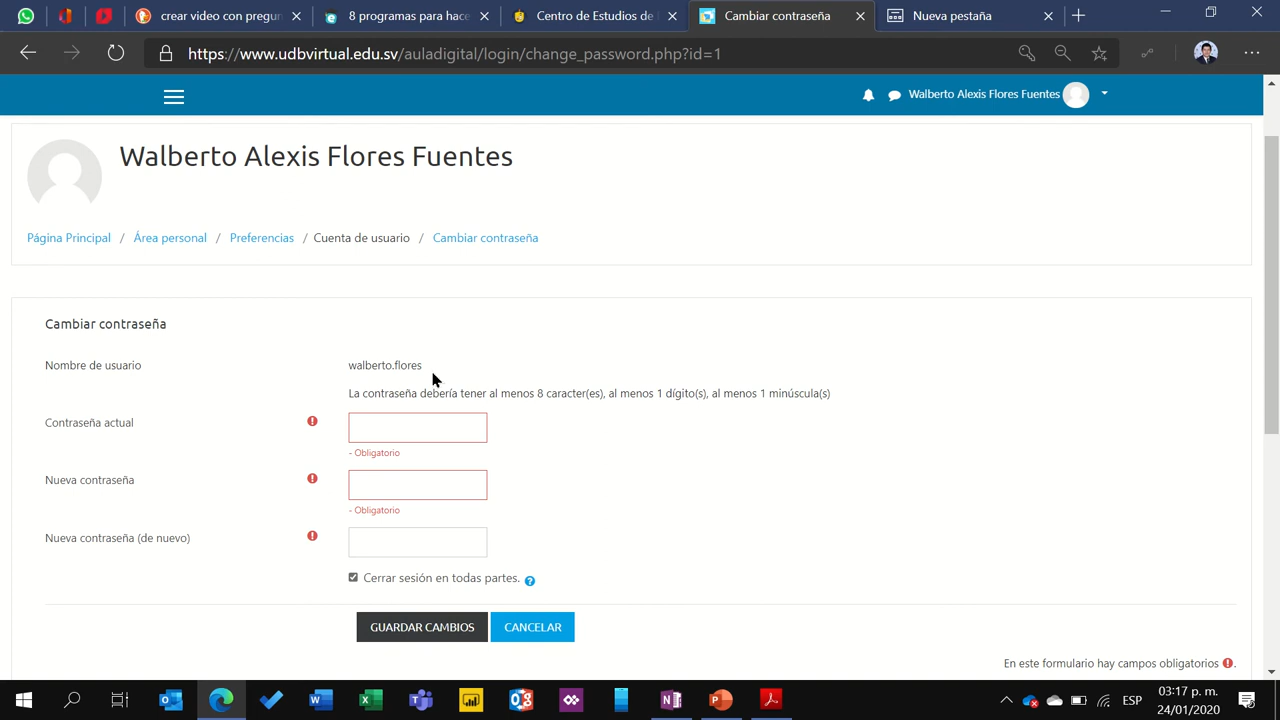 crear video con pregun
8 programas para hace
Centro de Estudios de
Cambiar contraseña
Nueva pestaña
https://www.udbvirtual.edu.sv/auladigital/login/change_password.php?id=1
Walberto Alexis Flores Fuentes
Walberto Alexis Flores Fuentes
Página Principal / Área personal / Preferencias / Cuenta de usuario / Cambiar contraseña
Cambiar contraseña
Nombre de usuario
walberto.flores
La contraseña debería tener al menos 8 caracter(es), al menos 1 dígito(s), al menos 1 minúscula(s)
Contraseña actual
- Obligatorio
Nueva contraseña
- Obligatorio
Nueva contraseña (de nuevo)
Cerrar sesión en todas partes.
GUARDAR CAMBIOS
CANCELAR
En este formulario hay campos obligatorios
ESP
03:17 p. m.
24/01/2020